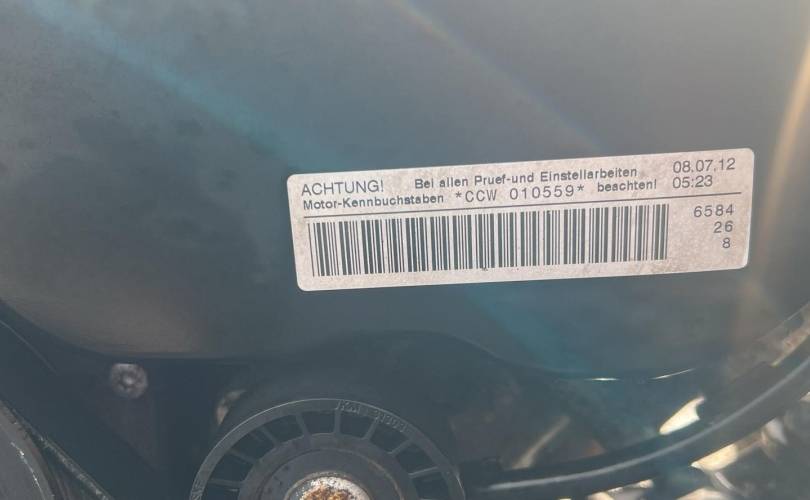 ACHTUNG! Bei allen Pruef-und Einstellarbeiten 08.07.12
Motor-Kennbuchstaben *CCW 010559* beachten! 05:23
6584
26
8